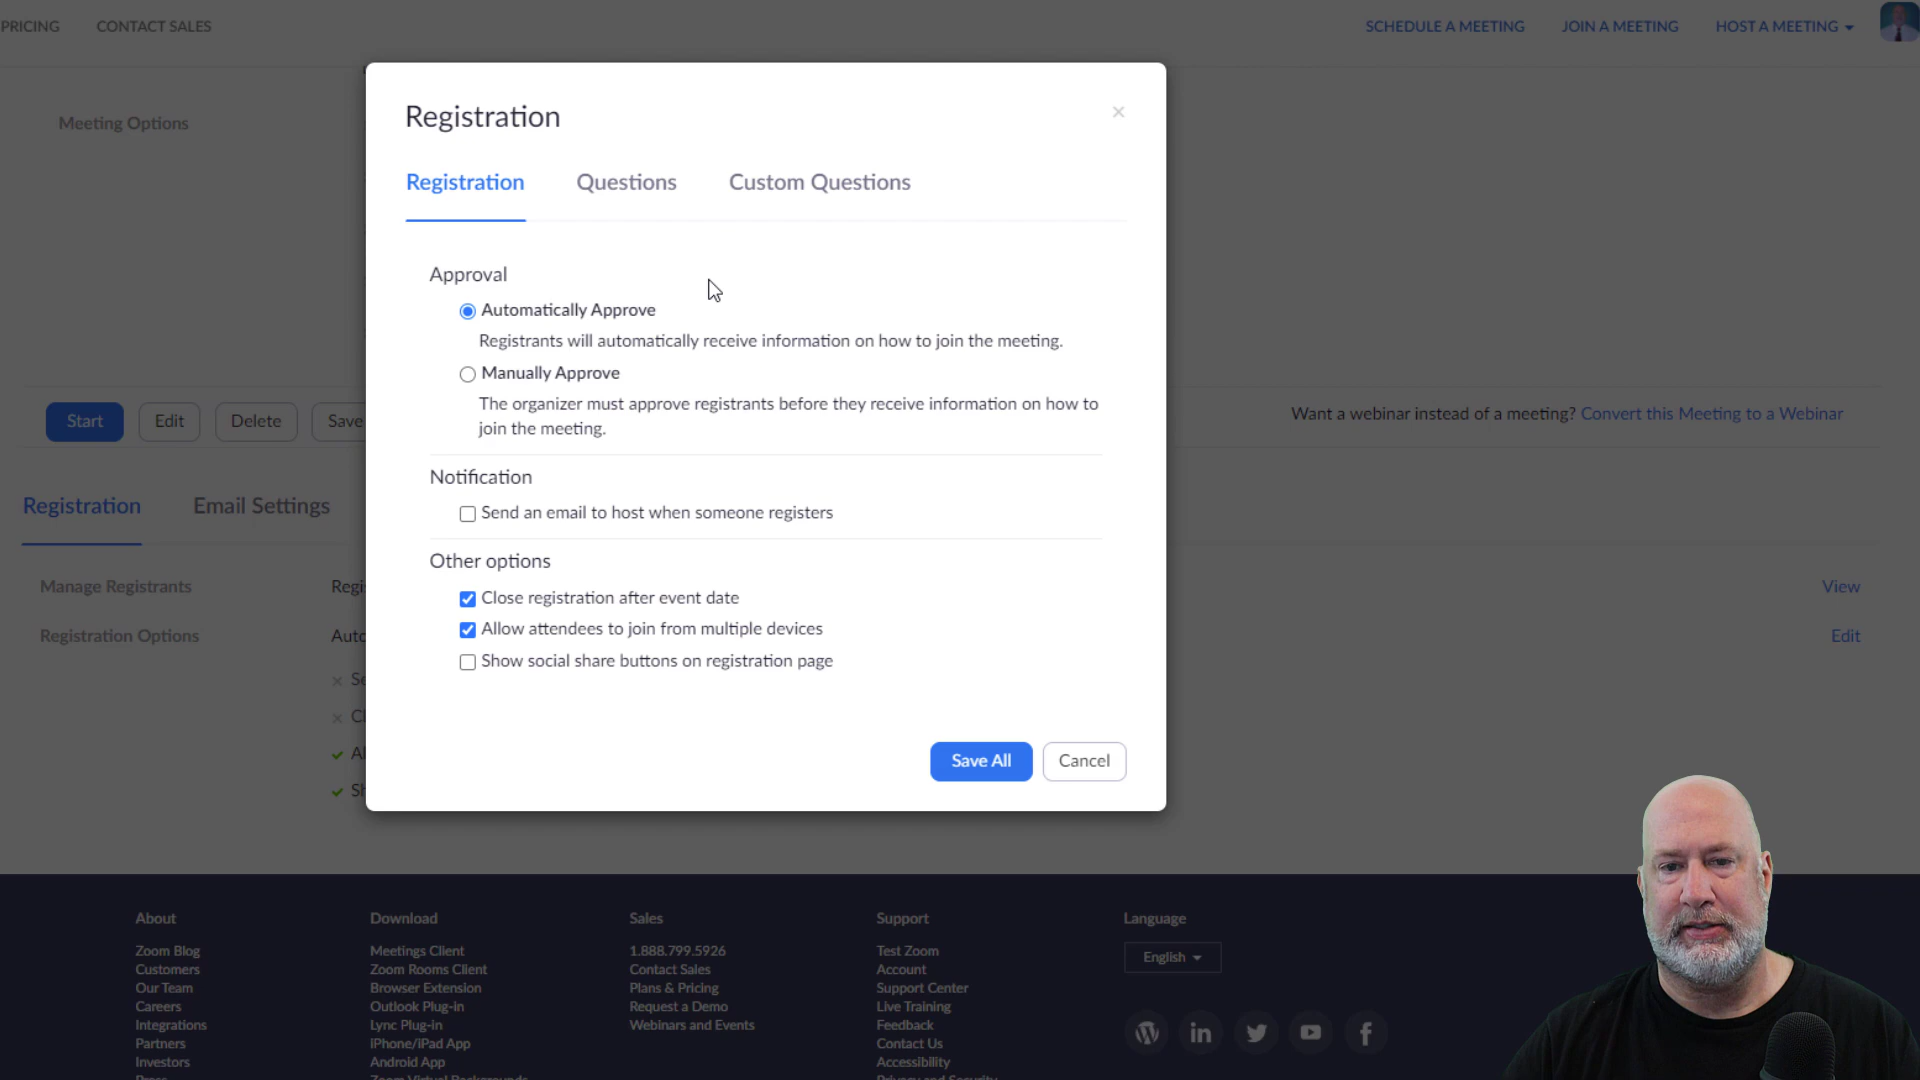 PRICING CONTACT SALES SCHEDULE A MEETING JOIN A MEETING HOST A MEETING
Meeting Options
Registration
Registration Questions Custom Questions
Approval
Automatically Approve
Registrants will automatically receive information on how to join the meeting.
Manually Approve
The organizer must approve registrants before they receive information on how to
join the meeting.
Notification
Send an email to host when someone registers
Other options
Close registration after event date
Allow attendees to join from multiple devices
Show social share buttons on registration page
Save All Cancel
Start Edit Delete Save
Want a webinar instead of a meeting? Convert this Meeting to a Webinar
Registration Email Settings
Manage Registrants View
Registration Options Edit
About
Zoom Blog
Customers
Our Team
Careers
Integrations
Partners
Investors
Download
Meetings Client
Zoom Rooms Client
Browser Extension
Outlook Plug-in
Lync Plug-in
iPhone/iPad App
Android App
Sales
1.888.799.5926
Contact Sales
Plans & Pricing
Request a Demo
Webinars and Events
Support
Test Zoom
Account
Support Center
Live Training
Feedback
Contact Us
Accessibility
Language
English